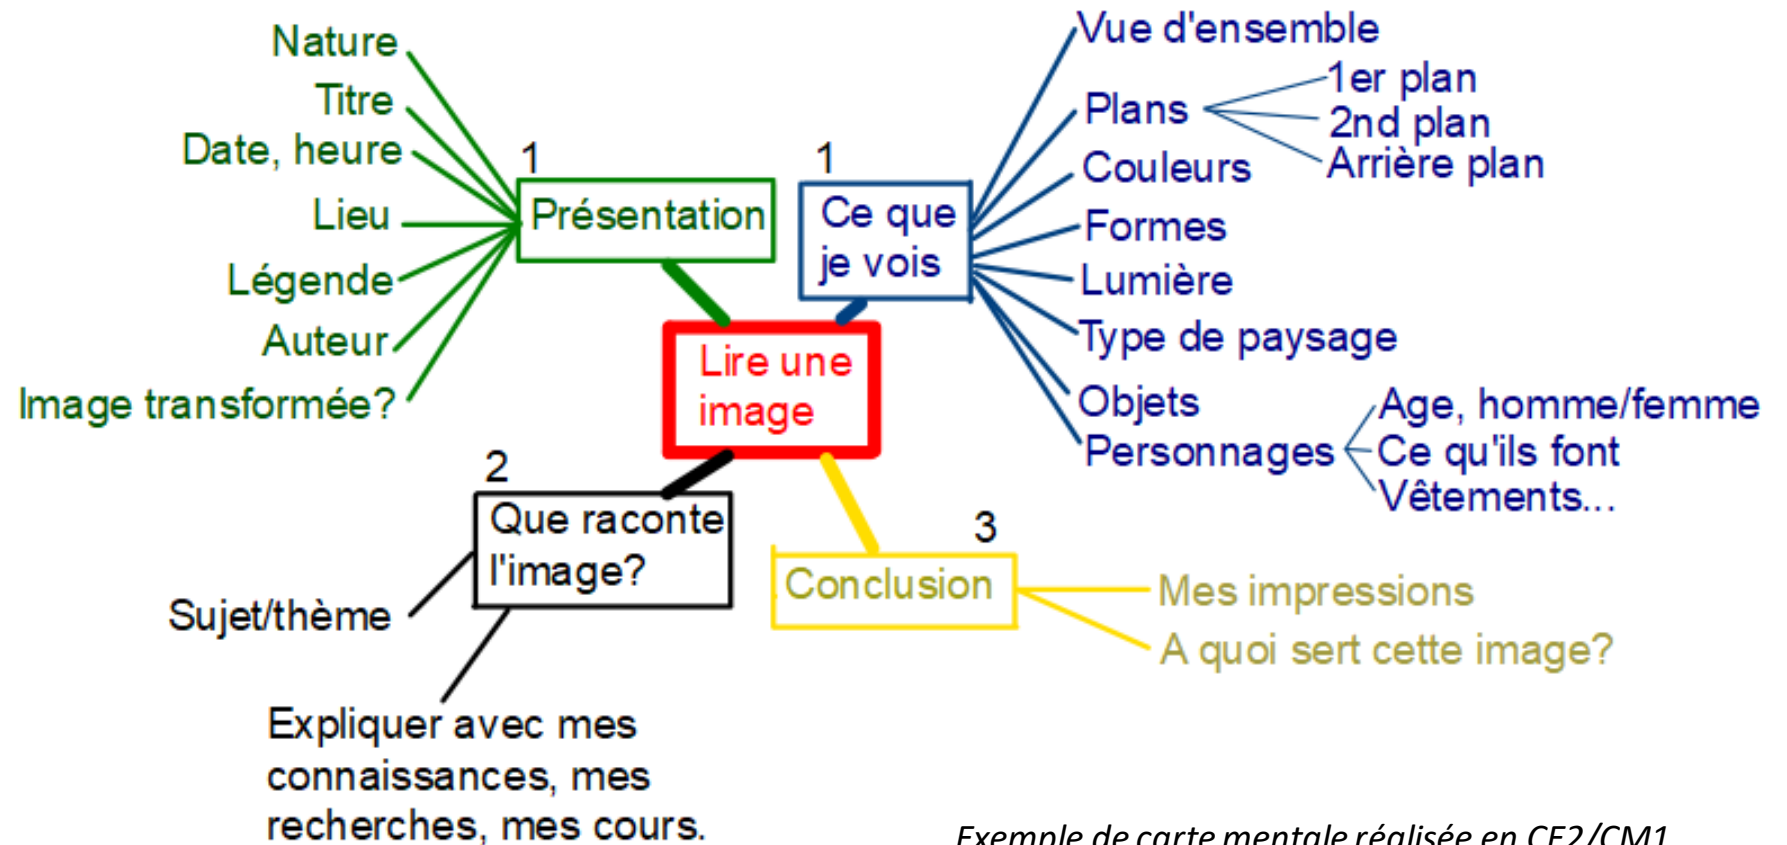 Nature
Titre
Date, heure
Lieu
Légende
Auteur
Image transformée?
1
Présentation
1
Ce que
je vois
Vue d'ensemble
Plans
1er plan
2nd plan
Arrière plan
Couleurs
Formes
Lumière
Type de paysage
Objets
Personnages
Age, homme/femme
Ce qu'ils font
Vêtements...
Lire une
image
2
Que raconte
l'image?
Sujet/thème
Expliquer avec mes
connaissances, mes
recherches, mes cours.
3
Conclusion
Mes impressions
A quoi sert cette image?
Exemple de carte mentale réalisée en CE2/CM1